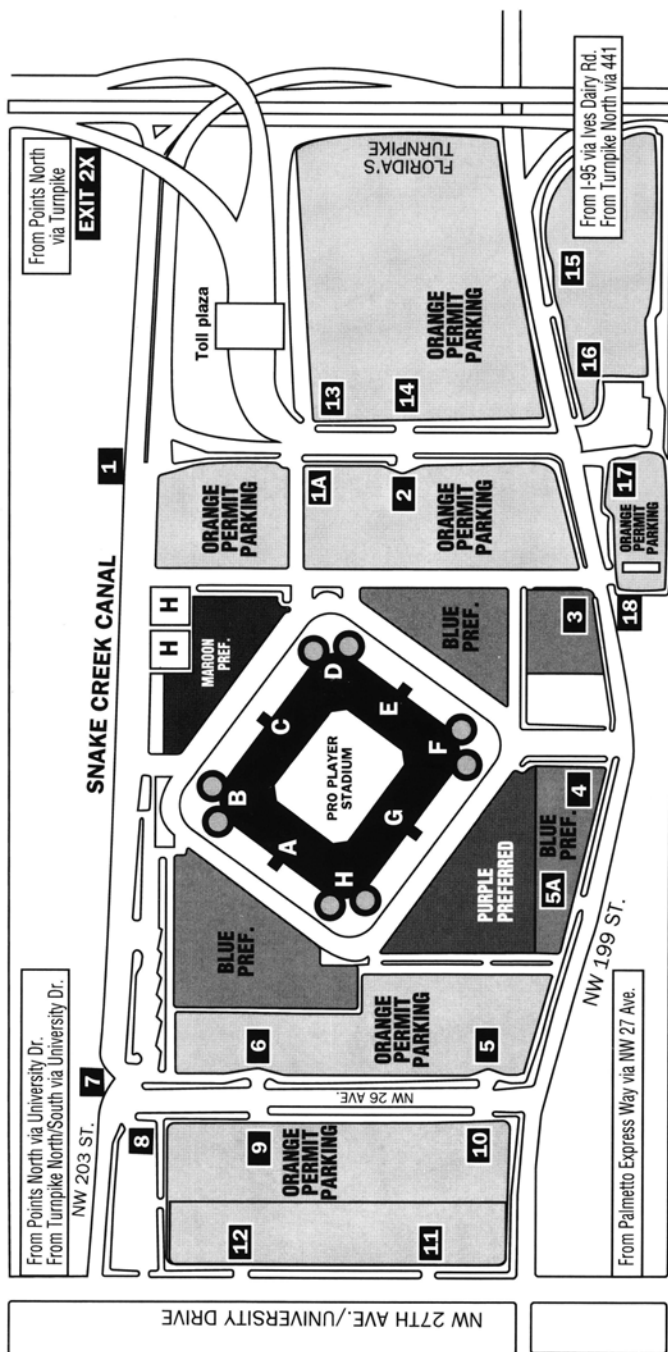 From Points North via University Dr.
From Turnpike North/South via University Dr.
NW 203 ST.
7
8
SNAKE CREEK CANAL
1
From Points North
via Turnpike
EXIT 2X
Toll plaza
H
H
MAROON
PREF.
ORANGE
PERMIT
PARKING
BLUE
PREF.
6
ORANGE
PERMIT
PARKING
5
NW 26 AVE.
9
ORANGE
PERMIT
PARKING
10
12
11
NW 27TH AVE./UNIVERSITY DRIVE
A
B
C
D
E
F
G
H
PRO PLAYER
STADIUM
1A
2
ORANGE
PERMIT
PARKING
13
14
ORANGE
PERMIT
PARKING
FLORIDA'S
TURNPIKE
BLUE
PREF.
3
PURPLE
PREFERRED
5A
BLUE
PREF.
4
NW 199 ST.
18
17
ORANGE
PERMIT
PARKING
16
15
From I-95 via Ives Dairy Rd.
From Turnpike North via 441
From Palmetto Express Way via NW 27 Ave.